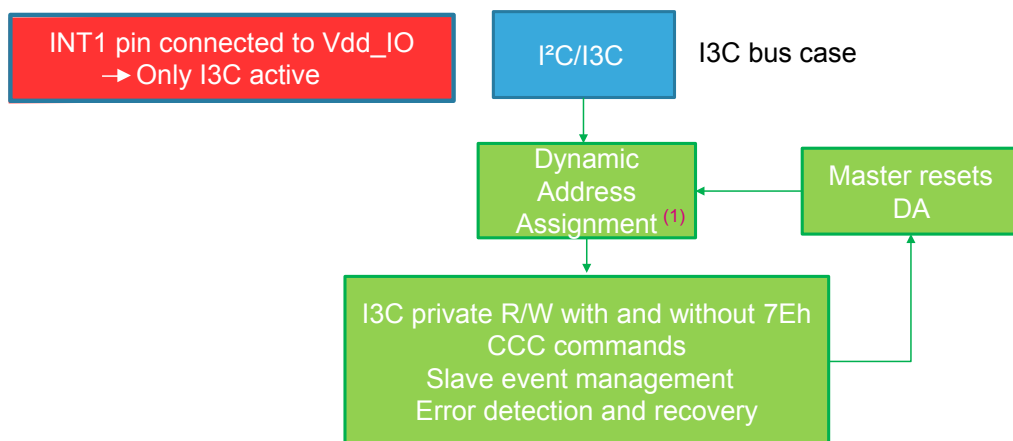 INT1 pin connected to Vdd_IO
→ Only I3C active
I²C/I3C
I3C bus case
Dynamic
Address
Assignment (1)
Master resets
DA
I3C private R/W with and without 7Eh
CCC commands
Slave event management
Error detection and recovery